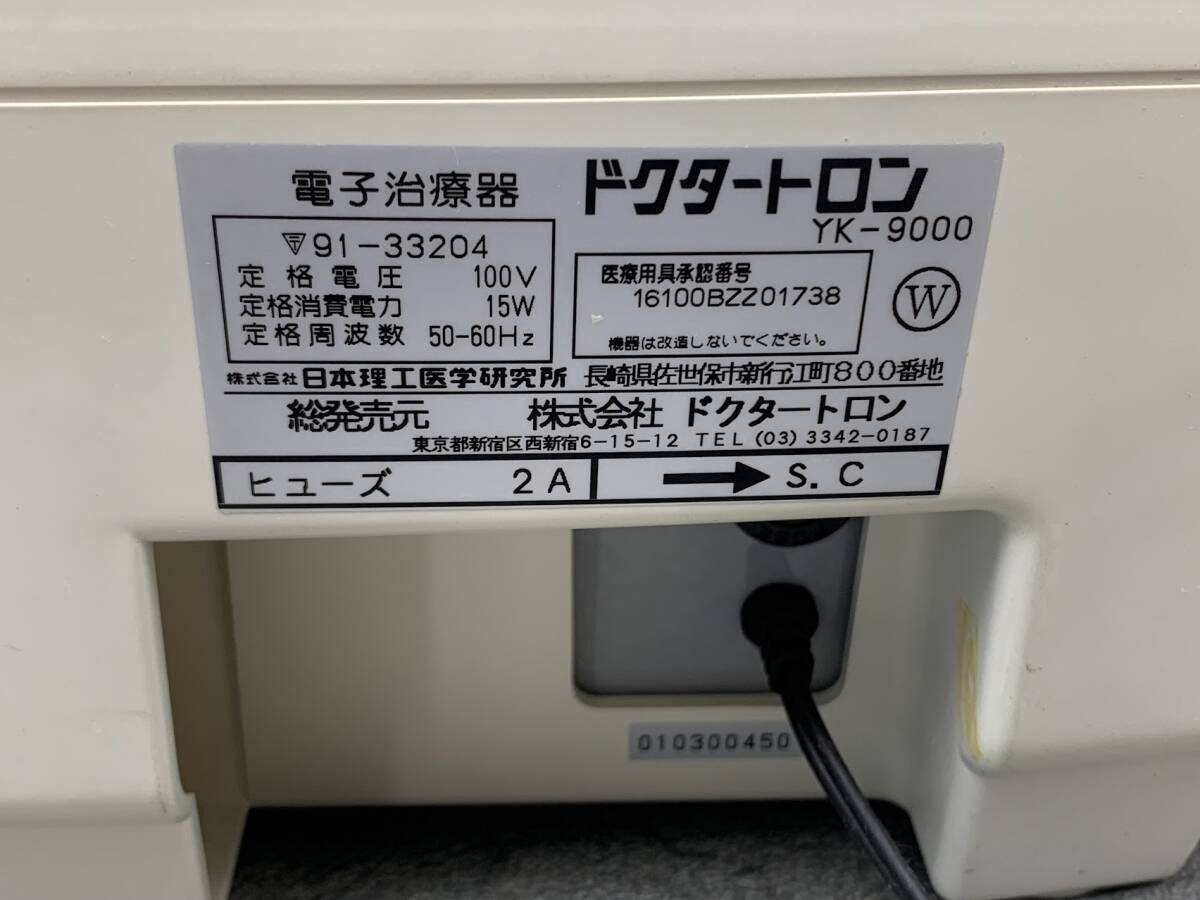 電子治療器 ドクタートロン
YK-9000
〒91-33204
定格電圧 100V
定格消費電力 15W
定格周波数 50-60Hz
医療用具承認番号
16100BZZ01738
機器は改造しないでください。
W
株式会社 日本理工医学研究所 長崎県佐世保市新行江町800番地
総発売元 株式会社 ドクタートロン
東京都新宿区西新宿6-15-12 TEL (03) 3342-0187
ヒューズ 2A → S.C
010300450